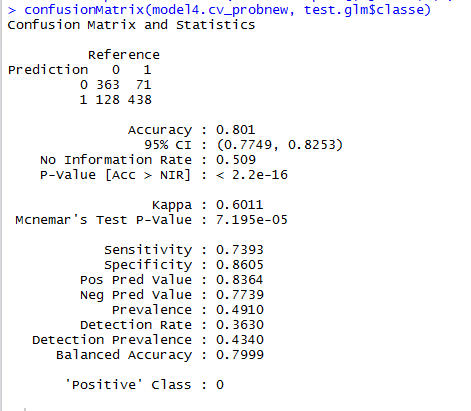 > confusionMatrix(model4.cv_probnew, test.glm$classe)
Confusion Matrix and Statistics
Reference
Prediction 0 1
0 363 71
1 128 438
Accuracy : 0.801
95% CI : (0.7749, 0.8253)
No Information Rate : 0.509
P-Value [Acc > NIR] : < 2.2e-16
Kappa : 0.6011
Mcnemar's Test P-Value : 7.195e-05
Sensitivity : 0.7393
Specificity : 0.8605
Pos Pred Value : 0.8364
Neg Pred Value : 0.7739
Prevalence : 0.4910
Detection Rate : 0.3630
Detection Prevalence : 0.4340
Balanced Accuracy : 0.7999
'Positive' Class : 0